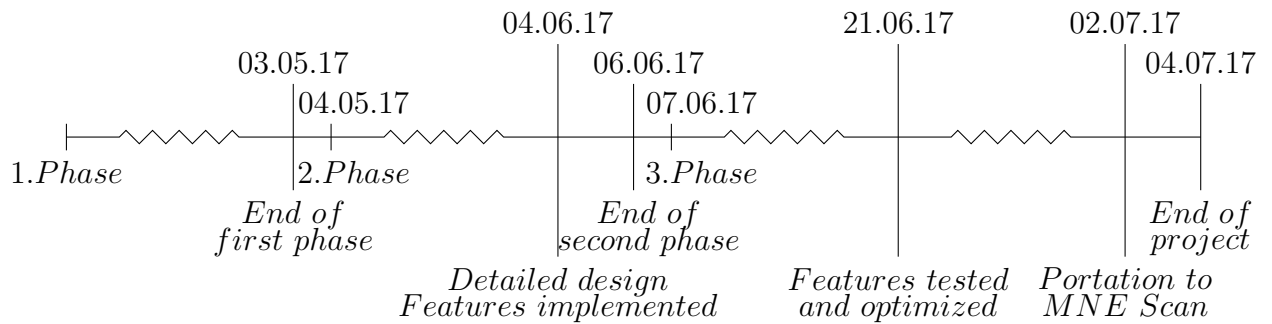 04.06.17
21.06.17
02.07.17
03.05.17
06.06.17
04.07.17
04.05.17
07.06.17
1.Phase
2.Phase
3.Phase
End of
first phase
End of
second phase
End of
project
Detailed design
Features implemented
Features tested
and optimized
Portation to
MNE Scan